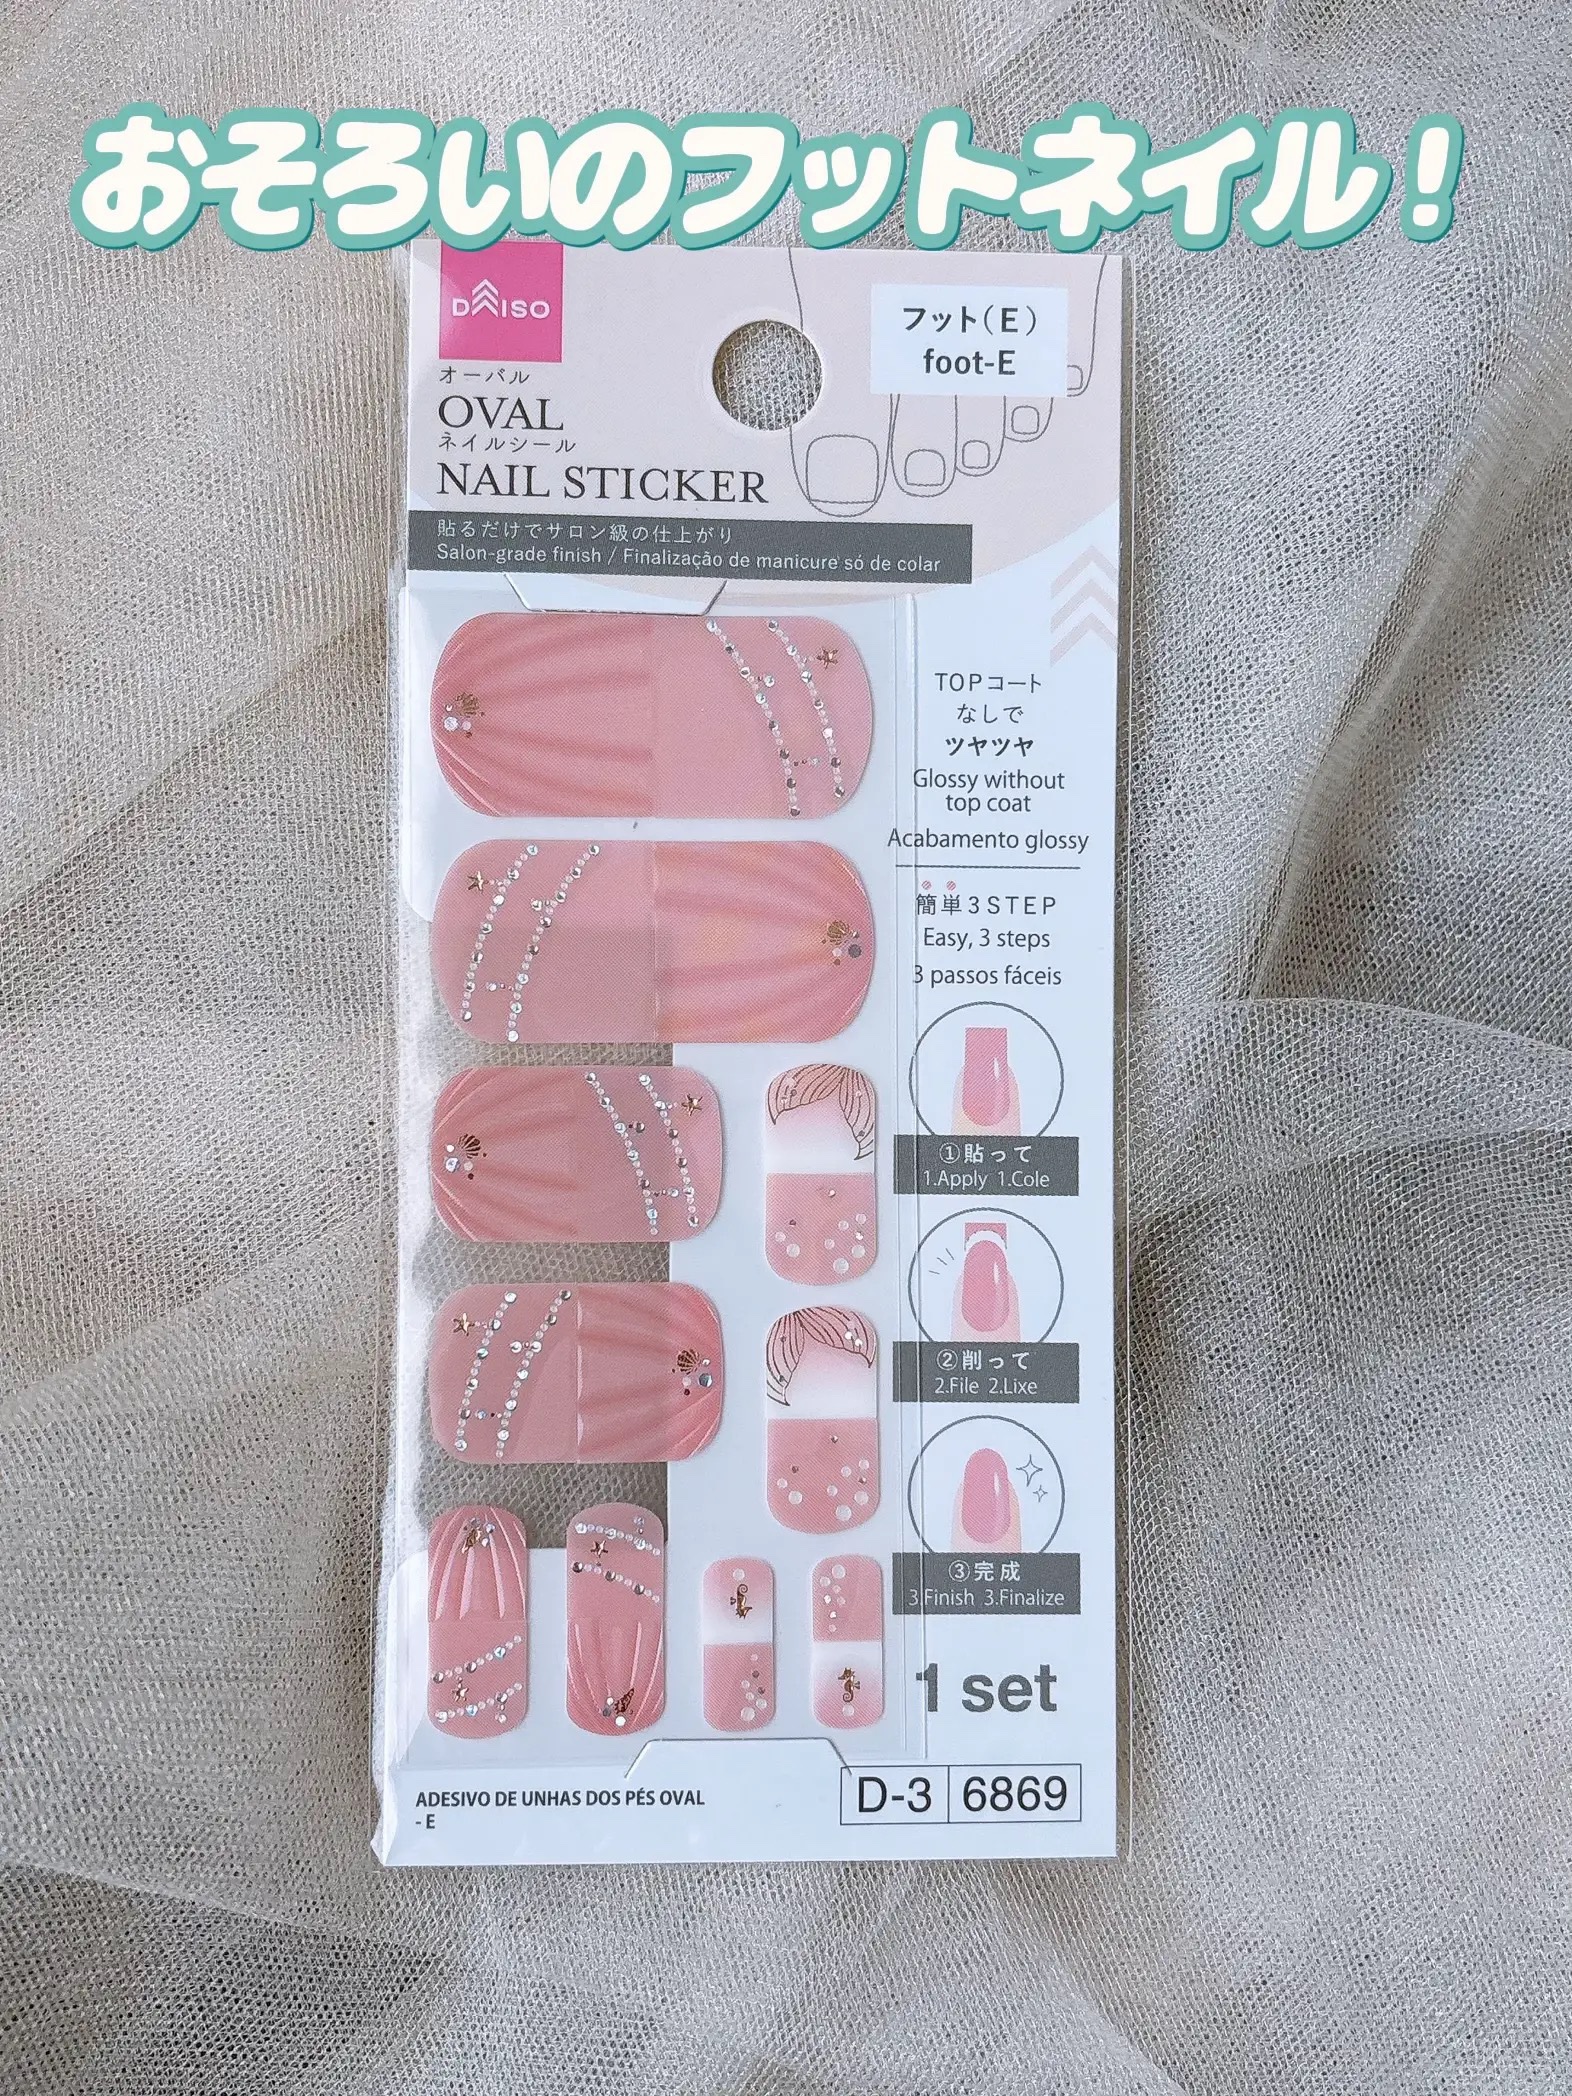 おそろいのフットネイル!
DAISO
フット(E)
foot-E
オーバル
OVAL
ネイルシール
NAIL STICKER
貼るだけでサロン級の仕上がり
Salon-grade finish / Finalização de manicure só de colar
TOPコート
なしで
ツヤツヤ
Glossy without
top coat
Acabamento glossy
簡単3STEP
Easy, 3 steps
3 passos fáceis
①貼って
1.Apply 1.Cole
②削って
2.File 2.Lixe
③完成
3.Finish 3.Finalize
1 set
ADESIVO DE UNHAS DOS PÉS OVAL
- E
D-3 6869